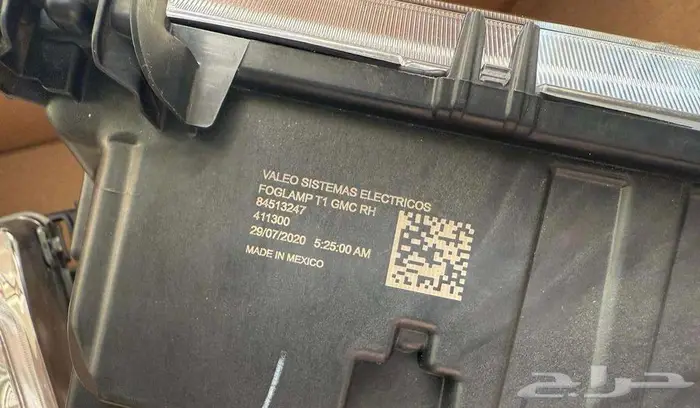 VALEO SISTEMAS ELECTRICOS
FOGLAMP T1 GMC RH
84513247
411300
29/07/2020 5:25:00 AM
MADE IN MEXICO
حراج